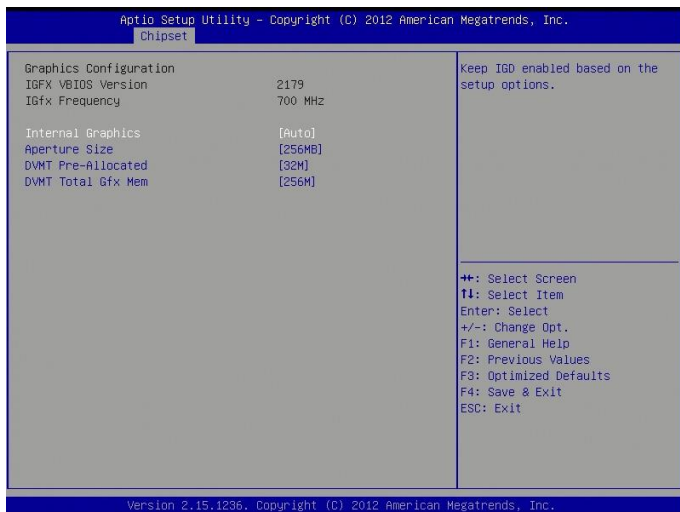 Aptio Setup Utility – Copyright (C) 2012 American Megatrends, Inc.
Chipset
Graphics Configuration
IGFX VBIOS Version 2179
IGfx Frequency 700 MHz
Internal Graphics [Auto]
Aperture Size [256MB]
DVMT Pre-Allocated [32M]
DVMT Total Gfx Mem [256M]
Keep IGD enabled based on the
setup options.
→←: Select Screen
↑↓: Select Item
Enter: Select
+/-: Change Opt.
F1: General Help
F2: Previous Values
F3: Optimized Defaults
F4: Save & Exit
ESC: Exit
Version 2.15.1236. Copyright (C) 2012 American Megatrends, Inc.